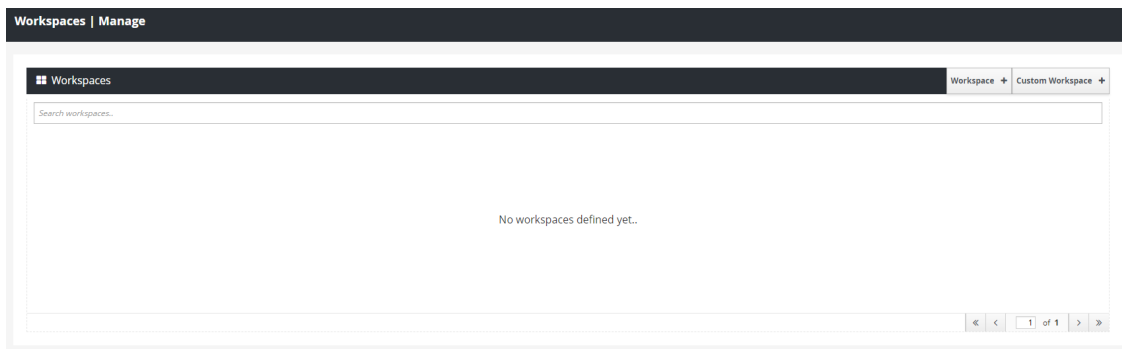 Workspaces | Manage
Workspaces
Workspace +
Custom Workspace +
Search workspaces..
No workspaces defined yet..
« < 1 of 1 > »